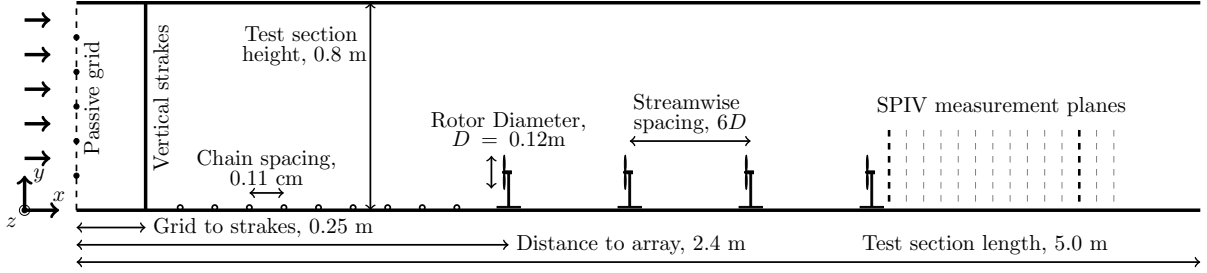 Test section
height, 0.8 m
Passive grid
Vertical strakes
Chain spacing,
0.11 cm
Rotor Diameter,
D = 0.12m
Streamwise
spacing, 6D
SPIV measurement planes
y
x
z
Grid to strakes, 0.25 m
Distance to array, 2.4 m
Test section length, 5.0 m